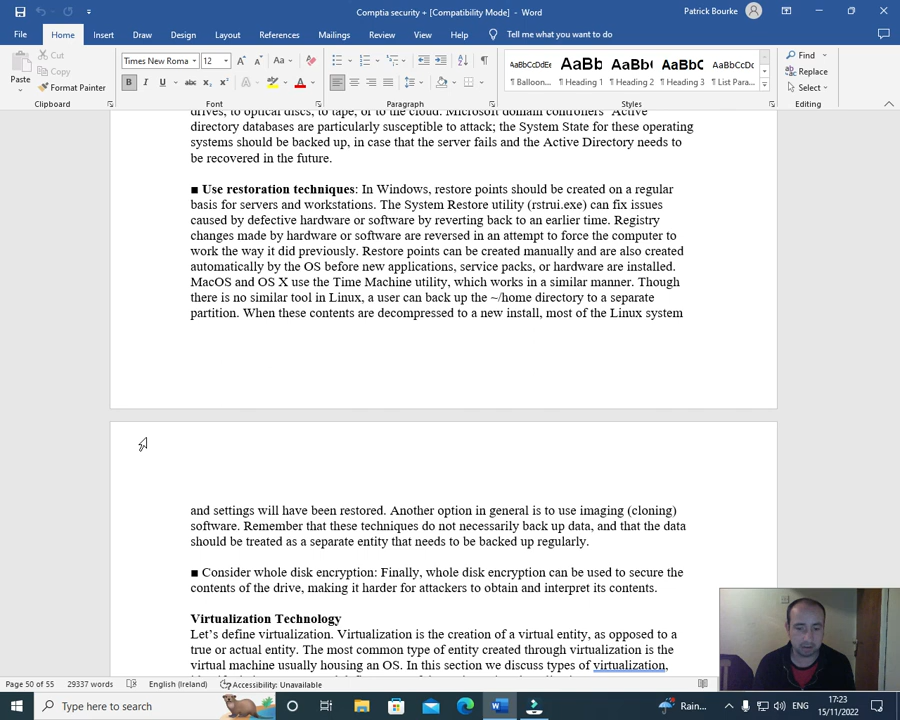 Comptia security + [Compatibility Mode] - Word
Patrick Bourke
File Home Insert Draw Design Layout References Mailings Review View Help Tell me what you want to do
Paste
Cut
Copy
Format Painter
Clipboard
Times New Roma 12
Font
Paragraph
AaBbCcDdEe AaBb AaBb( AaBbC( AaBbCcDc
¶ Balloon... ¶ Heading 1 ¶ Heading 2 ¶ Heading 3 ¶ List Para...
Styles
Find
Replace
Select
Editing
drives, to optical discs, to tape, or to the cloud. Microsoft domain controllers' Active
directory databases are particularly susceptible to attack; the System State for these operating
systems should be backed up, in case that the server fails and the Active Directory needs to
be recovered in the future.
■ Use restoration techniques: In Windows, restore points should be created on a regular
basis for servers and workstations. The System Restore utility (rstrui.exe) can fix issues
caused by defective hardware or software by reverting back to an earlier time. Registry
changes made by hardware or software are reversed in an attempt to force the computer to
work the way it did previously. Restore points can be created manually and are also created
automatically by the OS before new applications, service packs, or hardware are installed.
MacOS and OS X use the Time Machine utility, which works in a similar manner. Though
there is no similar tool in Linux, a user can back up the ~/home directory to a separate
partition. When these contents are decompressed to a new install, most of the Linux system
and settings will have been restored. Another option in general is to use imaging (cloning)
software. Remember that these techniques do not necessarily back up data, and that the data
should be treated as a separate entity that needs to be backed up regularly.
■ Consider whole disk encryption: Finally, whole disk encryption can be used to secure the
contents of the drive, making it harder for attackers to obtain and interpret its contents.
Virtualization Technology
Let's define virtualization. Virtualization is the creation of a virtual entity, as opposed to a
true or actual entity. The most common type of entity created through virtualization is the
virtual machine usually housing an OS. In this section we discuss types of virtualization,
Page 50 of 55 29337 words English (Ireland) Accessibility: Unavailable
Type here to search
Rain...
17:23
15/11/2022